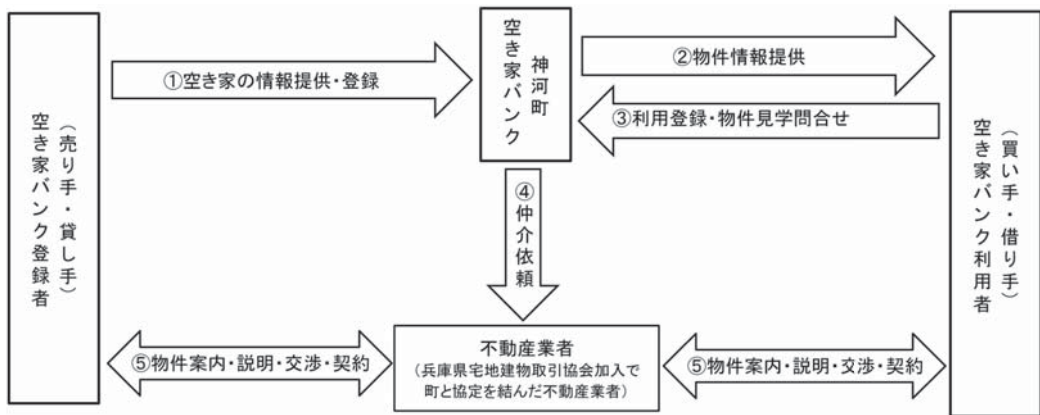 空き家バンク登録者
(売り手・貸し手)
①空き家の情報提供・登録
神河町
空き家バンク
②物件情報提供
③利用登録・物件見学問合せ
(買い手・借り手)
空き家バンク利用者
④仲介依頼
⑤物件案内・説明・交渉・契約
不動産業者
(兵庫県宅地建物取引協会加入で
町と協定を結んだ不動産業者)
⑤物件案内・説明・交渉・契約